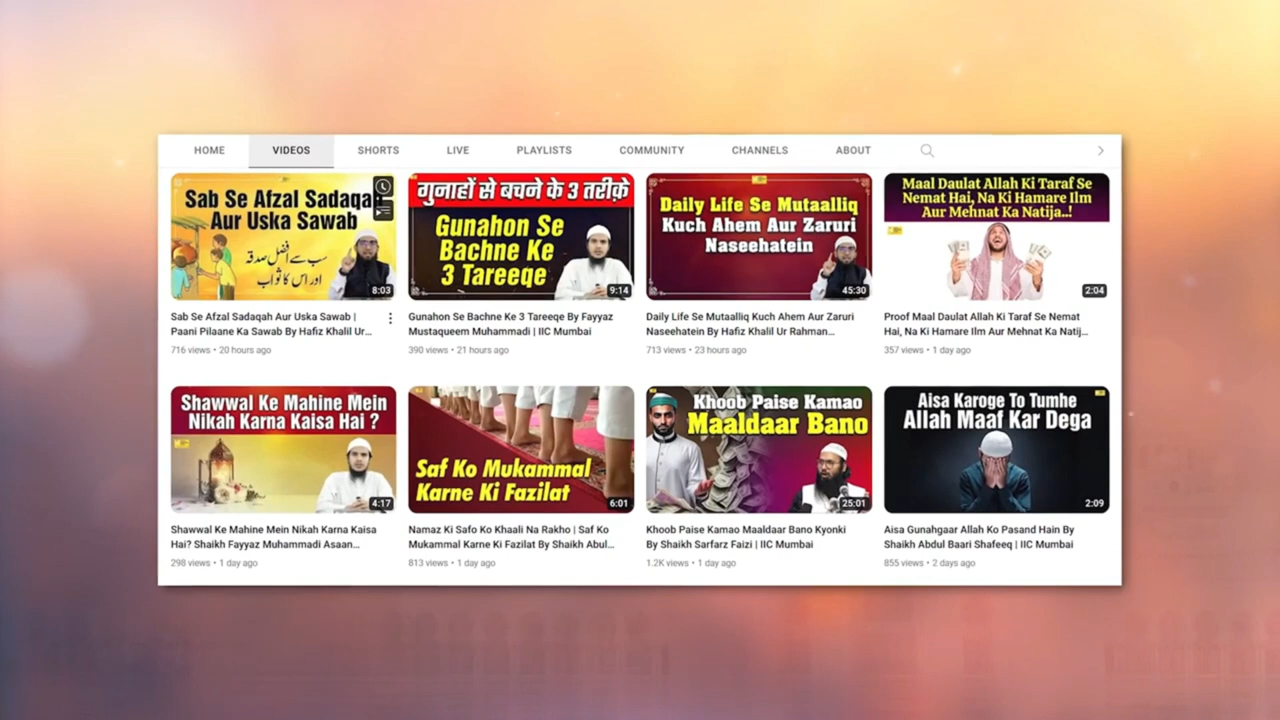 HOME VIDEOS SHORTS LIVE PLAYLISTS COMMUNITY CHANNELS ABOUT
Sab Se Afzal Sadaqah
Aur Uska Sawab
سب سے افضل صدقہ
اور اس کا ثواب
8:03
गुनाहों से बचने के 3 तरीक़े
Gunahon Se
Bachne Ke
3 Tareeqe
9:14
Daily Life Se Mutaalliq
Kuch Ahem Aur Zaruri
Naseehatein
45:30
Maal Daulat Allah Ki Taraf Se
Nemat Hai, Na Ki Hamare Ilm
Aur Mehnat Ka Natija..!
2:04
Sab Se Afzal Sadaqah Aur Uska Sawab |
Paani Pilaane Ka Sawab By Hafiz Khalil Ur...
716 views • 20 hours ago
Gunahon Se Bachne Ke 3 Tareeqe By Fayyaz
Mustaqueem Muhammadi | IIC Mumbai
390 views • 21 hours ago
Daily Life Se Mutaalliq Kuch Ahem Aur Zaruri
Naseehatein By Hafiz Khalil Ur Rahman...
713 views • 23 hours ago
Proof Maal Daulat Allah Ki Taraf Se Nemat
Hai, Na Ki Hamare Ilm Aur Mehnat Ka Natij...
357 views • 1 day ago
Shawwal Ke Mahine Mein
Nikah Karna Kaisa Hai ?
4:17
Saf Ko Mukammal
Karne Ki Fazilat
6:01
Khoob Paise Kamao
Maaldaar Bano
25:01
Aisa Karoge To Tumhe
Allah Maaf Kar Dega
2:09
Shawwal Ke Mahine Mein Nikah Karna Kaisa
Hai? Shaikh Fayyaz Muhammadi Asaan...
298 views • 1 day ago
Namaz Ki Safo Ko Khaali Na Rakho | Saf Ko
Mukammal Karne Ki Fazilat By Shaikh Abul...
813 views • 1 day ago
Khoob Paise Kamao Maaldaar Bano Kyonki
By Shaikh Sarfarz Faizi | IIC Mumbai
1.2K views • 1 day ago
Aisa Gunahgaar Allah Ko Pasand Hain By
Shaikh Abdul Baari Shafeeq | IIC Mumbai
855 views • 2 days ago